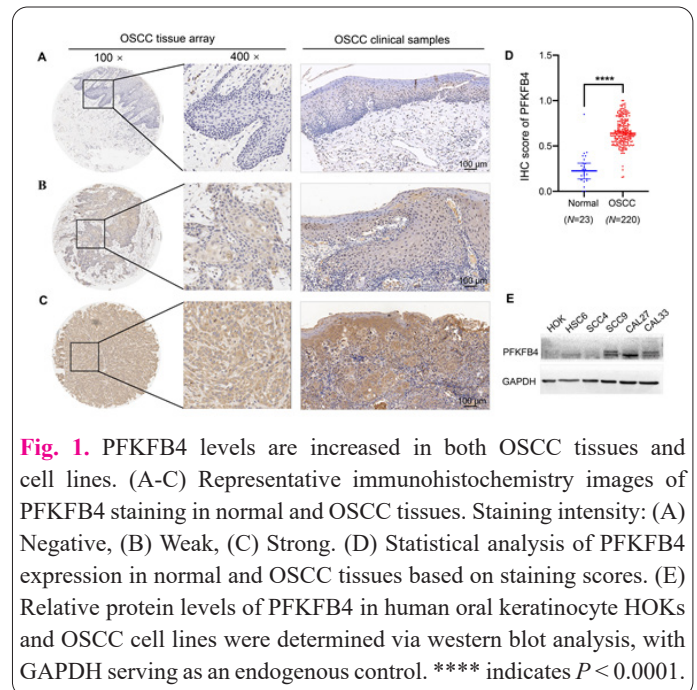 OSCC tissue array
OSCC clinical samples
100 ×
400 ×
A
100 μm
B
100 μm
C
100 μm
D
IHC score of PFKFB4
1.5
1.0
0.5
0.0
****
Normal
OSCC
(N=23)
(N=220)
E
HOK
HSC6
SCC4
SCC9
CAL27
CAL33
PFKFB4
GAPDH
Fig. 1. PFKFB4 levels are increased in both OSCC tissues and
cell lines. (A-C) Representative immunohistochemistry images of
PFKFB4 staining in normal and OSCC tissues. Staining intensity: (A)
Negative, (B) Weak, (C) Strong. (D) Statistical analysis of PFKFB4
expression in normal and OSCC tissues based on staining scores. (E)
Relative protein levels of PFKFB4 in human oral keratinocyte HOKs
and OSCC cell lines were determined via western blot analysis, with
GAPDH serving as an endogenous control. **** indicates P < 0.0001.